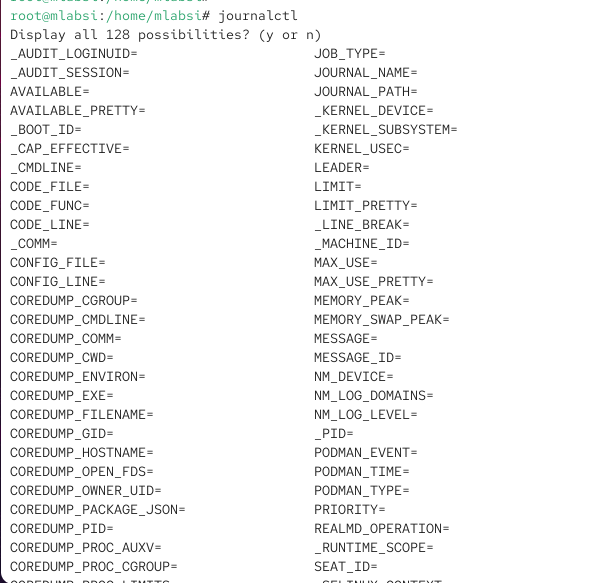 root@mlabsi:/home/mlabsi# journalctl
Display all 128 possibilities? (y or n)
_AUDIT_LOGINUID=                      JOB_TYPE=
_AUDIT_SESSION=                       JOURNAL_NAME=
AVAILABLE=                            JOURNAL_PATH=
AVAILABLE_PRETTY=                     _KERNEL_DEVICE=
_BOOT_ID=                             _KERNEL_SUBSYSTEM=
_CAP_EFFECTIVE=                       KERNEL_USEC=
_CMDLINE=                             LEADER=
CODE_FILE=                            LIMIT=
CODE_FUNC=                            LIMIT_PRETTY=
CODE_LINE=                            _LINE_BREAK=
_COMM=                                _MACHINE_ID=
CONFIG_FILE=                          MAX_USE=
CONFIG_LINE=                          MAX_USE_PRETTY=
COREDUMP_CGROUP=                      MEMORY_PEAK=
COREDUMP_CMDLINE=                     MEMORY_SWAP_PEAK=
COREDUMP_COMM=                        MESSAGE=
COREDUMP_CWD=                         MESSAGE_ID=
COREDUMP_ENVIRON=                     NM_DEVICE=
COREDUMP_EXE=                         NM_LOG_DOMAINS=
COREDUMP_FILENAME=                    NM_LOG_LEVEL=
COREDUMP_GID=                         _PID=
COREDUMP_HOSTNAME=                    PODMAN_EVENT=
COREDUMP_OPEN_FDS=                    PODMAN_TIME=
COREDUMP_OWNER_UID=                   PODMAN_TYPE=
COREDUMP_PACKAGE_JSON=                PRIORITY=
COREDUMP_PID=                         REALMD_OPERATION=
COREDUMP_PROC_AUXV=                   _RUNTIME_SCOPE=
COREDUMP_PROC_CGROUP=                 SEAT_ID=